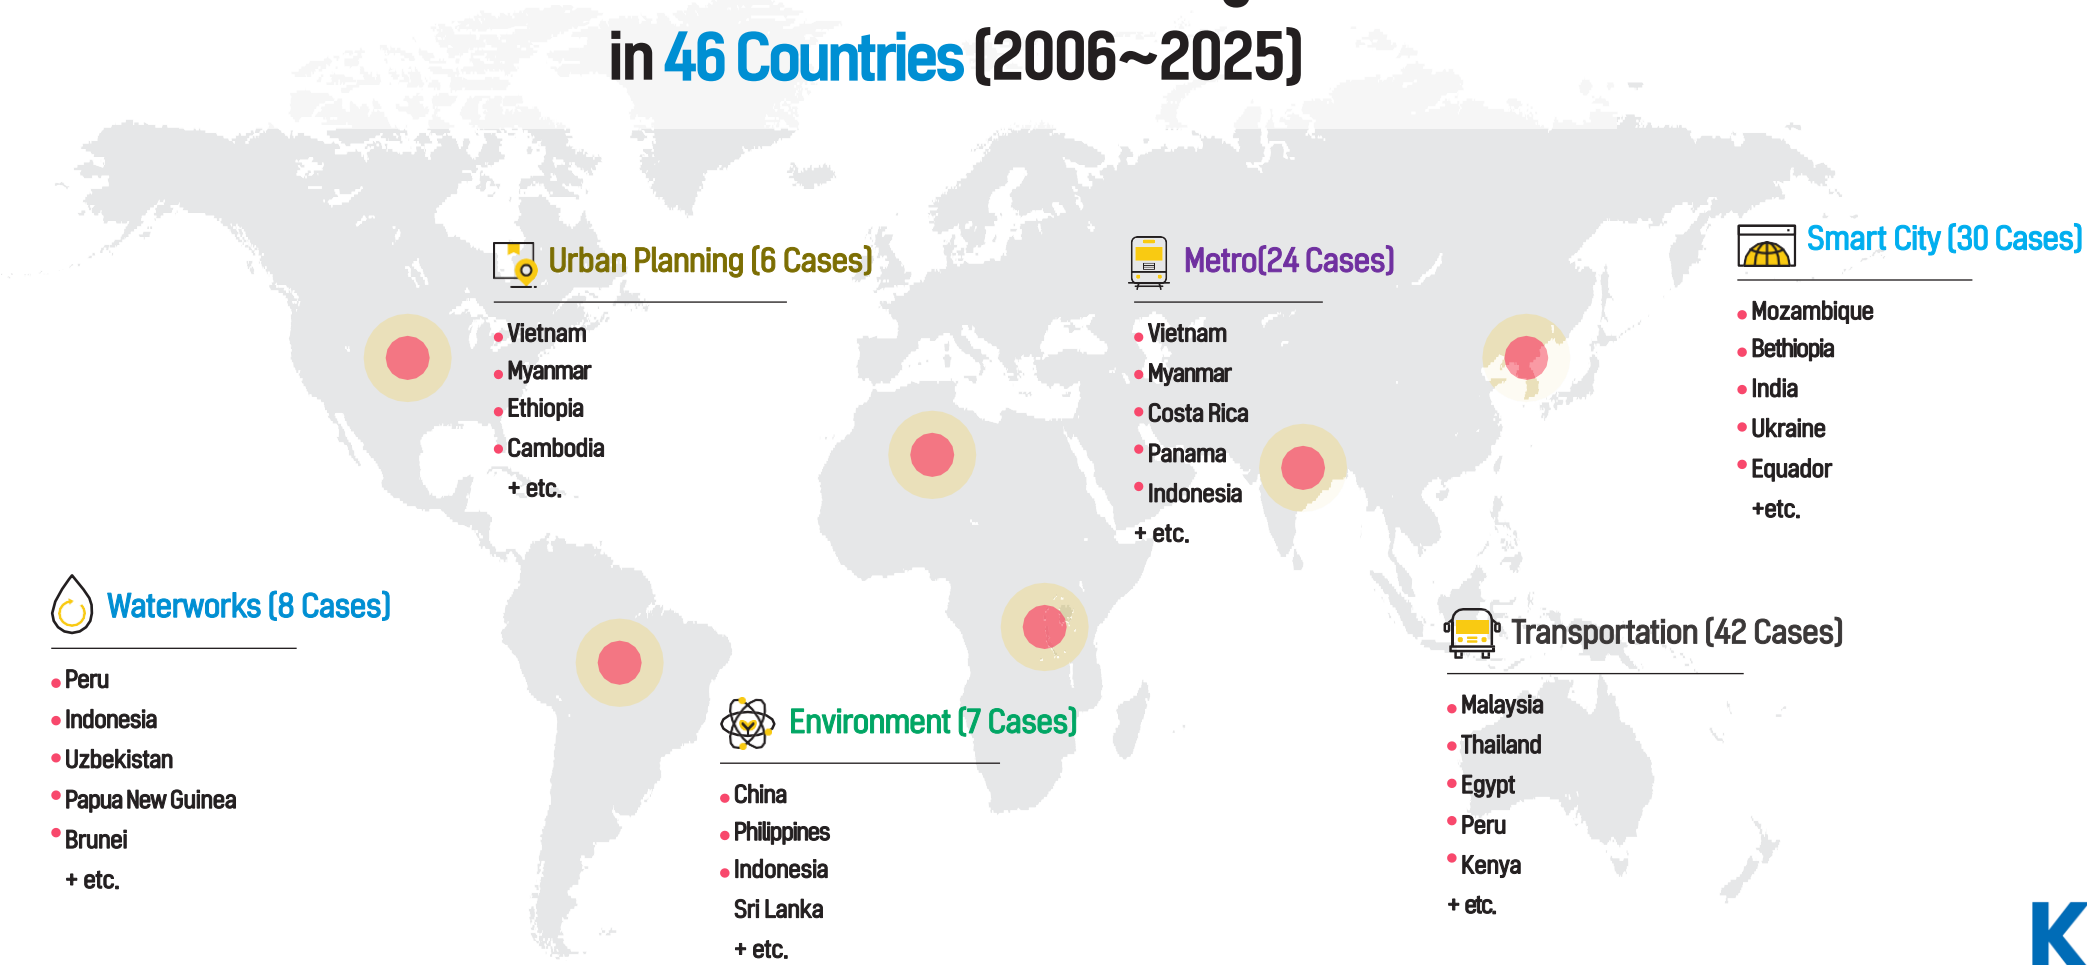 in 46 Countries (2006~2025)
Urban Planning (6 Cases)
Vietnam
Myanmar
Ethiopia
Cambodia
+ etc.
Metro(24 Cases)
Vietnam
Myanmar
Costa Rica
Panama
Indonesia
+ etc.
Smart City (30 Cases)
Mozambique
Bethiopia
India
Ukraine
Equador
+etc.
Waterworks (8 Cases)
Peru
Indonesia
Uzbekistan
Papua New Guinea
Brunei
+ etc.
Environment (7 Cases)
China
Philippines
Indonesia
Sri Lanka
+ etc.
Transportation (42 Cases)
Malaysia
Thailand
Egypt
Peru
Kenya
+ etc.
K